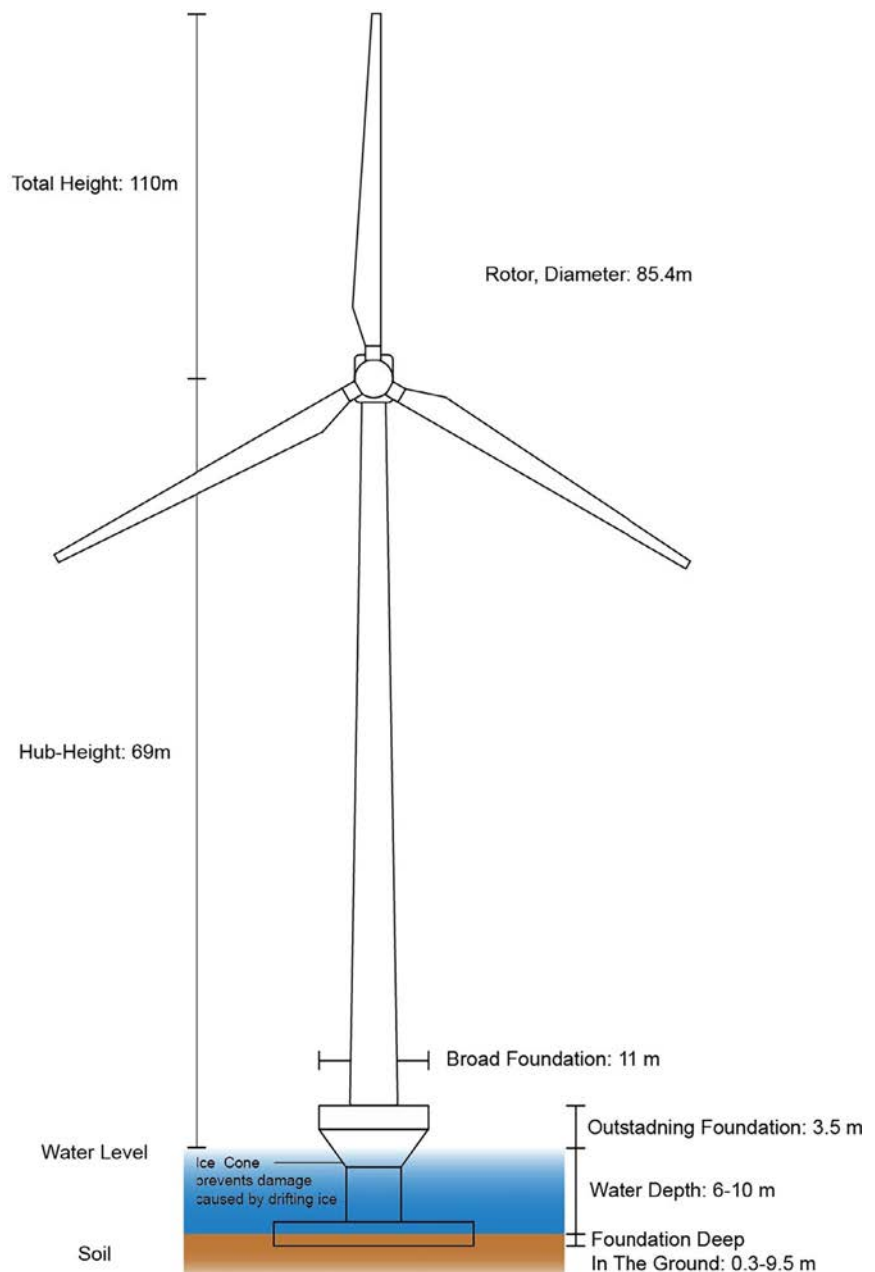 Total Height: 110m
Rotor, Diameter: 85.4m
Hub-Height: 69m
Broad Foundation: 11 m
Outstadning Foundation: 3.5 m
Water Level
Ice Cone
prevents damage
caused by drifting ice
Water Depth: 6-10 m
Foundation Deep
In The Ground: 0.3-9.5 m
Soil